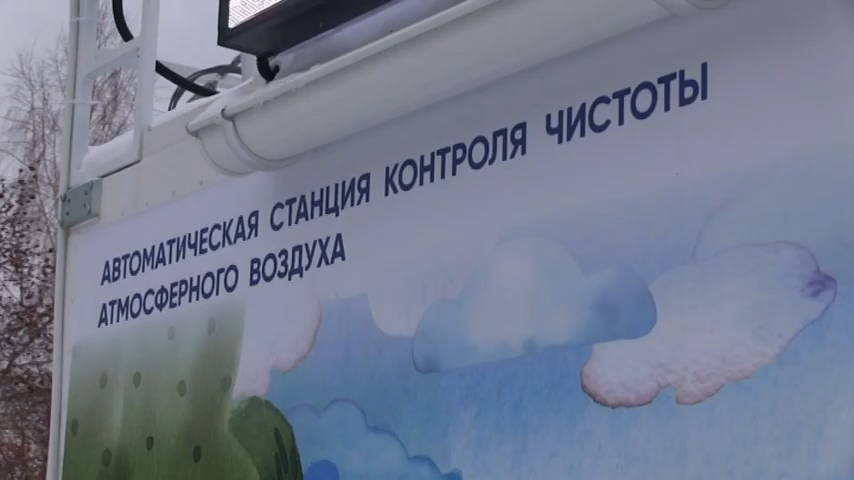 АВТОМАТИЧЕСКАЯ СТАНЦИЯ КОНТРОЛЯ ЧИСТОТЫ
АТМОСФЕРНОГО ВОЗДУХА